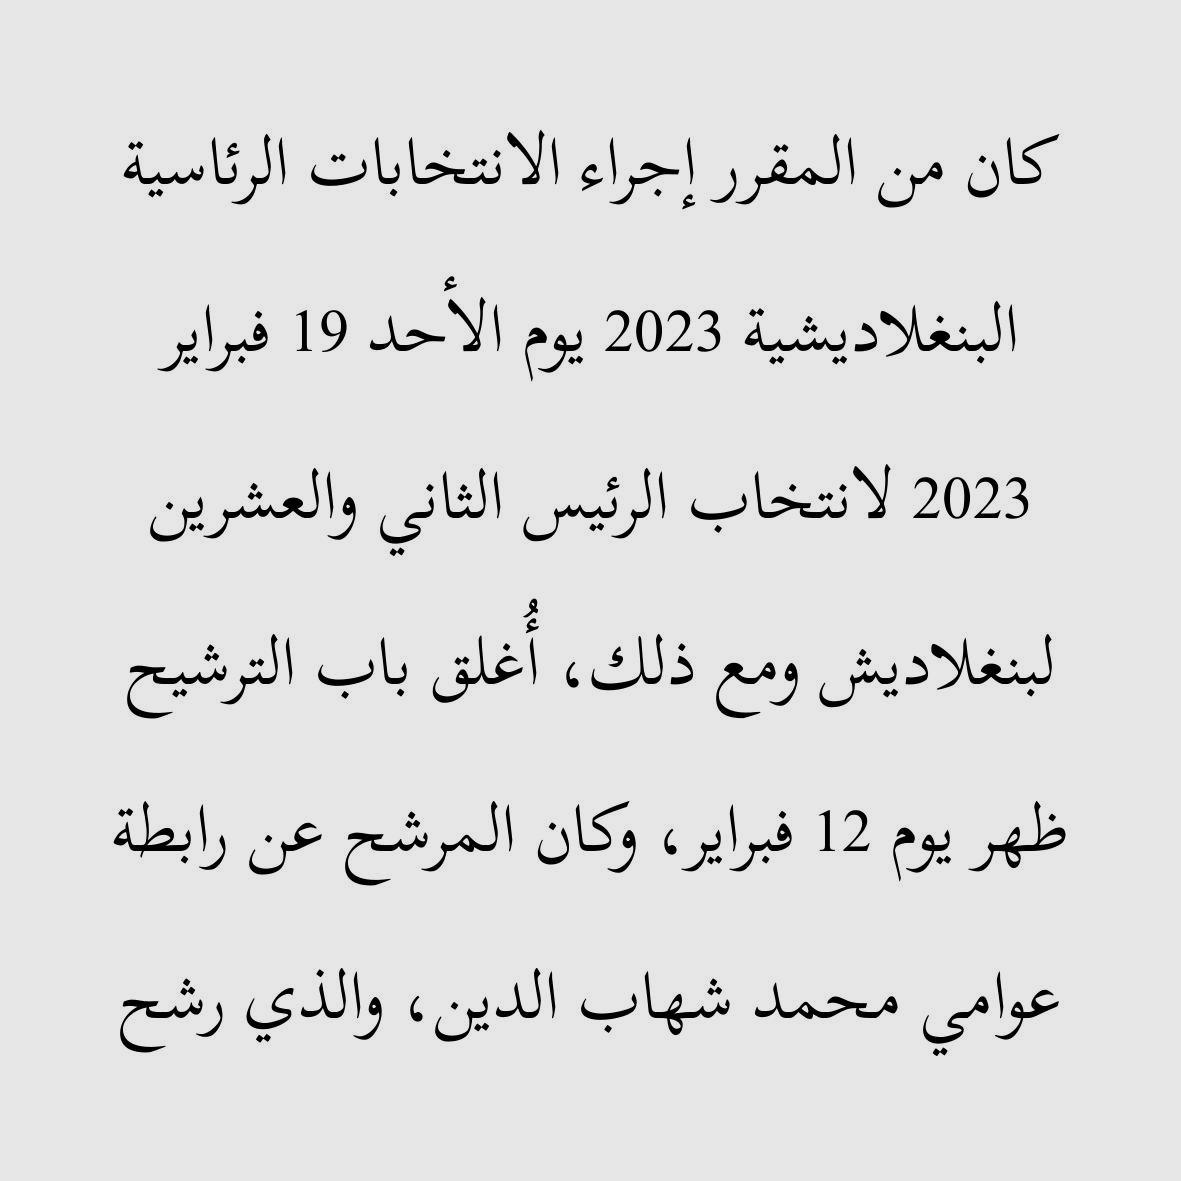 كان من المقرر إجراء الانتخابات الرئاسية
البنغلاديشية 2023 يوم الأحد 19 فبراير
2023 لانتخاب الرئيس الثاني والعشرين
لبنغلاديش ومع ذلك، أُغلق باب الترشيح
ظهر يوم 12 فبراير، وكان المرشح عن رابطة
عوامي محمد شهاب الدين، والذي رشح